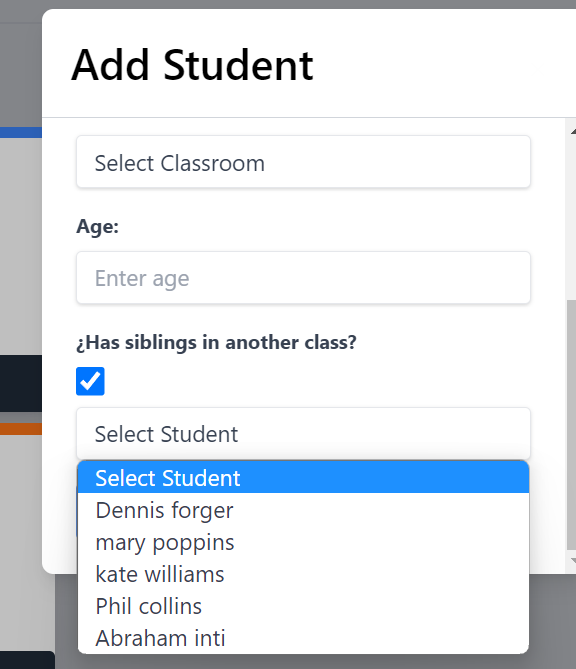 Add Student
Select Classroom
Age:
Enter age
¿Has siblings in another class?
Select Student
Select Student
Dennis forger
mary poppins
kate williams
Phil collins
Abraham inti